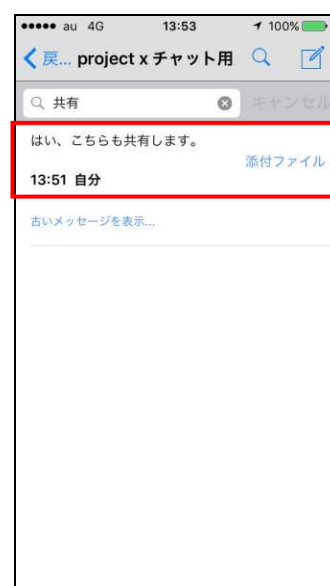 au 4G 13:53 100%
戻... project x チャット用
共有 キャンセル
はい、こちらも共有します。
添付ファイル
13:51 自分
古いメッセージを表示...